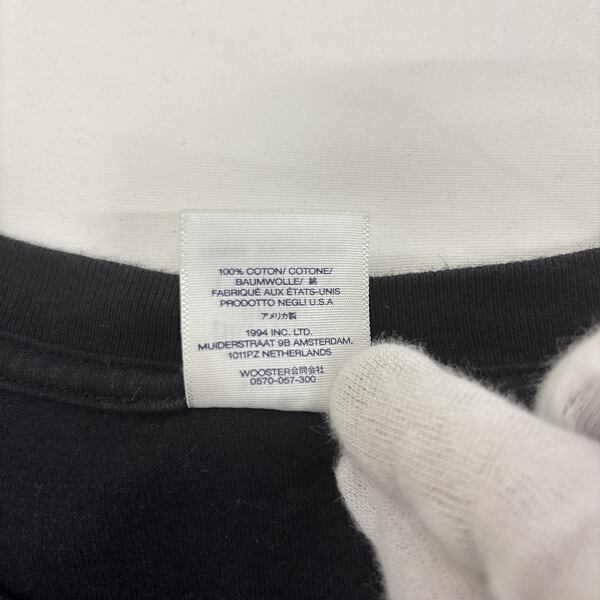 100% COTON/ COTONE/
BAUMWOLLE/ 綿
FABRIQUÉ AUX ÉTATS-UNIS
PRODOTTO NEGLI U.S.A
アメリカ製
1994 INC. LTD.
MUIDERSTRAAT 9B AMSTERDAM,
1011PZ NETHERLANDS
WOOSTER合同会社
0570-057-300